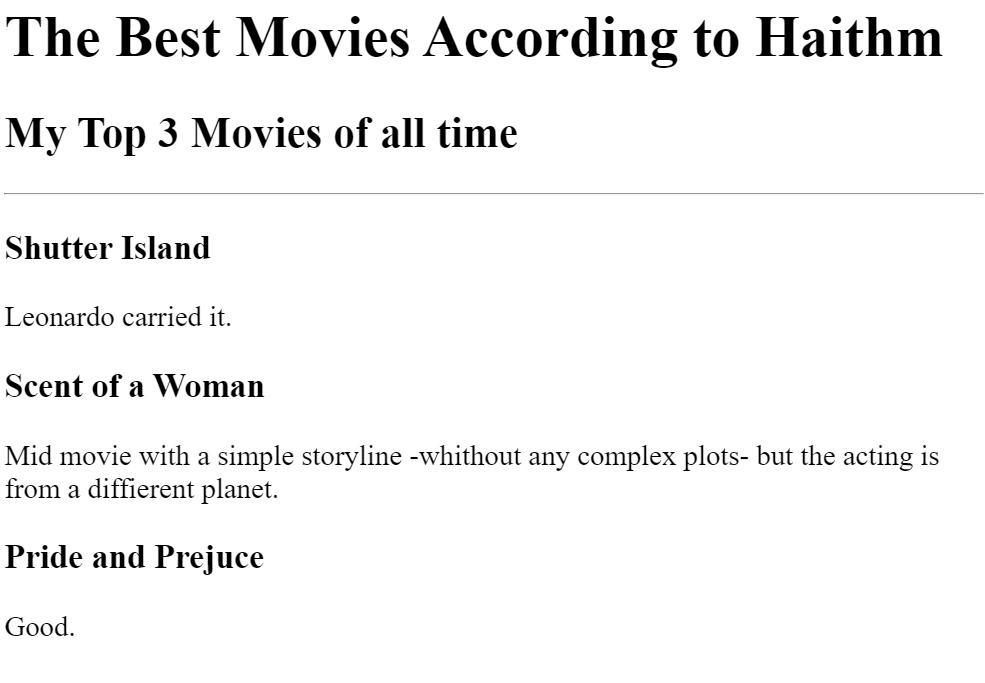 The Best Movies According to Haithm
My Top 3 Movies of all time
Shutter Island
Leonardo carried it.
Scent of a Woman
Mid movie with a simple storyline -whithout any complex plots- but the acting is
from a diffierent planet.
Pride and Prejuce
Good.